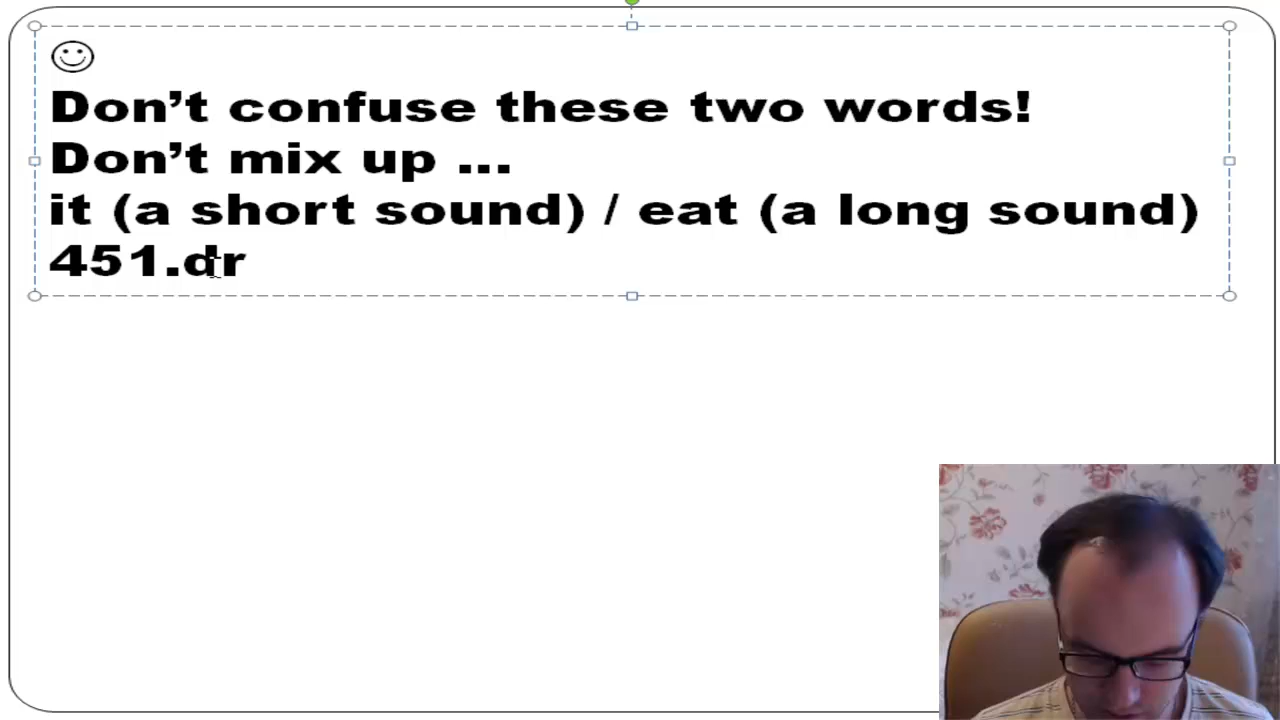 ☺
Don’t confuse these two words!
Don’t mix up ...
it (a short sound) / eat (a long sound)
451.dr